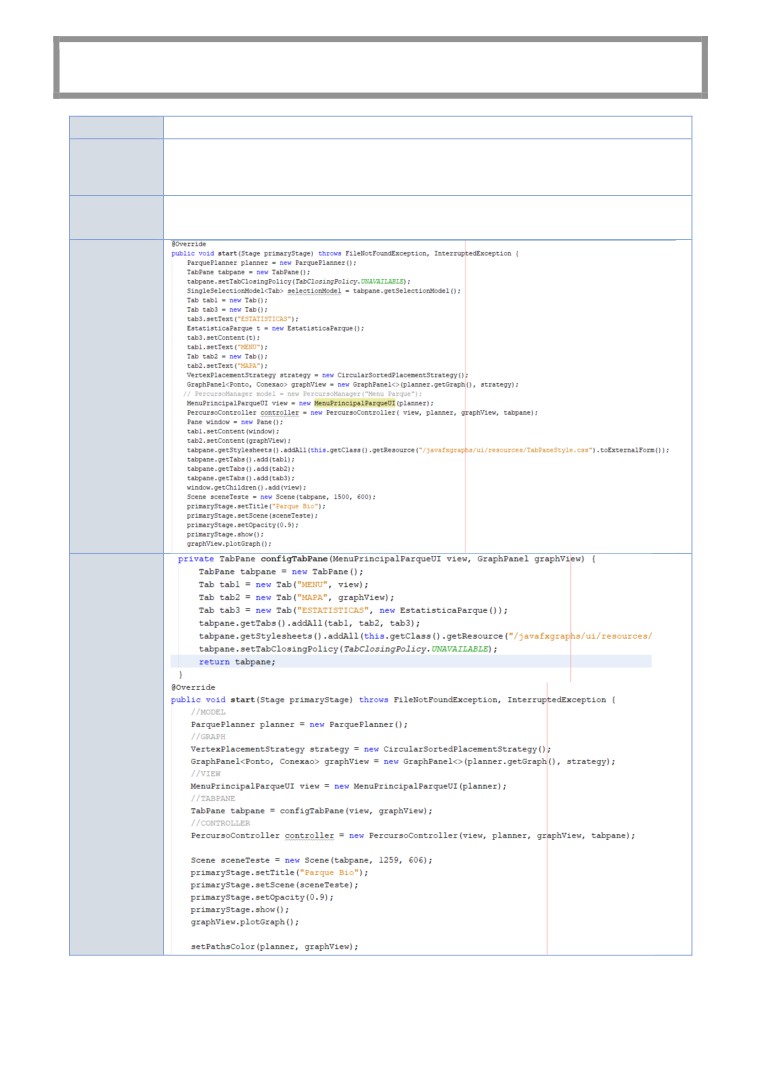 @Override
public void start(Stage primaryStage) throws FileNotFoundException, InterruptedException {
ParquePlanner planner = new ParquePlanner();
TabPane tabpane = new TabPane();
tabpane.setTabClosingPolicy(TabClosingPolicy.UNAVAILABLE);
SingleSelectionModel<Tab> selectionModel = tabpane.getSelectionModel();
Tab tab1 = new Tab();
Tab tab3 = new Tab();
tab3.setText("ESTATISTICAS");
EstatisticaParque t = new EstatisticaParque();
tab3.setContent(t);
tab1.setText("MENU");
Tab tab2 = new Tab();
tab2.setText("MAPA");
VertexPlacementStrategy strategy = new CircularSortedPlacementStrategy();
GraphPanel<Ponto, Conexao> graphView = new GraphPanel<>(planner.getGraph(), strategy);
// PercursoManager model = new PercursoManager("Menu Parque");
MenuPrincipalParqueUI view = new MenuPrincipalParqueUI(planner);
PercursoController controller = new PercursoController( view, planner, graphView, tabpane);
Pane window = new Pane();
tab1.setContent(window);
tab2.setContent(graphView);
tabpane.getStylesheets().addAll(this.getClass().getResource("/javafxgraphs/ui/resources/TabPaneStyle.css").toExternalForm());
tabpane.getTabs().add(tab1);
tabpane.getTabs().add(tab2);
tabpane.getTabs().add(tab3);
window.getChildren().add(view);
Scene sceneTeste = new Scene(tabpane, 1500, 600);
primaryStage.setTitle("Parque Bio");
primaryStage.setScene(sceneTeste);
primaryStage.setOpacity(0.9);
primaryStage.show();
graphView.plotGraph();
private TabPane configTabPane(MenuPrincipalParqueUI view, GraphPanel graphView) {
TabPane tabpane = new TabPane();
Tab tab1 = new Tab("MENU", view);
Tab tab2 = new Tab("MAPA", graphView);
Tab tab3 = new Tab("ESTATISTICAS", new EstatisticaParque());
tabpane.getTabs().addAll(tab1, tab2, tab3);
tabpane.getStylesheets().addAll(this.getClass().getResource("/javafxgraphs/ui/resources/
tabpane.setTabClosingPolicy(TabClosingPolicy.UNAVAILABLE);
return tabpane;
}
@Override
public void start(Stage primaryStage) throws FileNotFoundException, InterruptedException {
//MODEL
ParquePlanner planner = new ParquePlanner();
//GRAPH
VertexPlacementStrategy strategy = new CircularSortedPlacementStrategy();
GraphPanel<Ponto, Conexao> graphView = new GraphPanel<>(planner.getGraph(), strategy);
//VIEW
MenuPrincipalParqueUI view = new MenuPrincipalParqueUI(planner);
//TABPANE
TabPane tabpane = configTabPane(view, graphView);
//CONTROLLER
PercursoController controller = new PercursoController(view, planner, graphView, tabpane);
Scene sceneTeste = new Scene(tabpane, 1259, 606);
primaryStage.setTitle("Parque Bio");
primaryStage.setScene(sceneTeste);
primaryStage.setOpacity(0.9);
primaryStage.show();
graphView.plotGraph();
setPathsColor(planner, graphView);